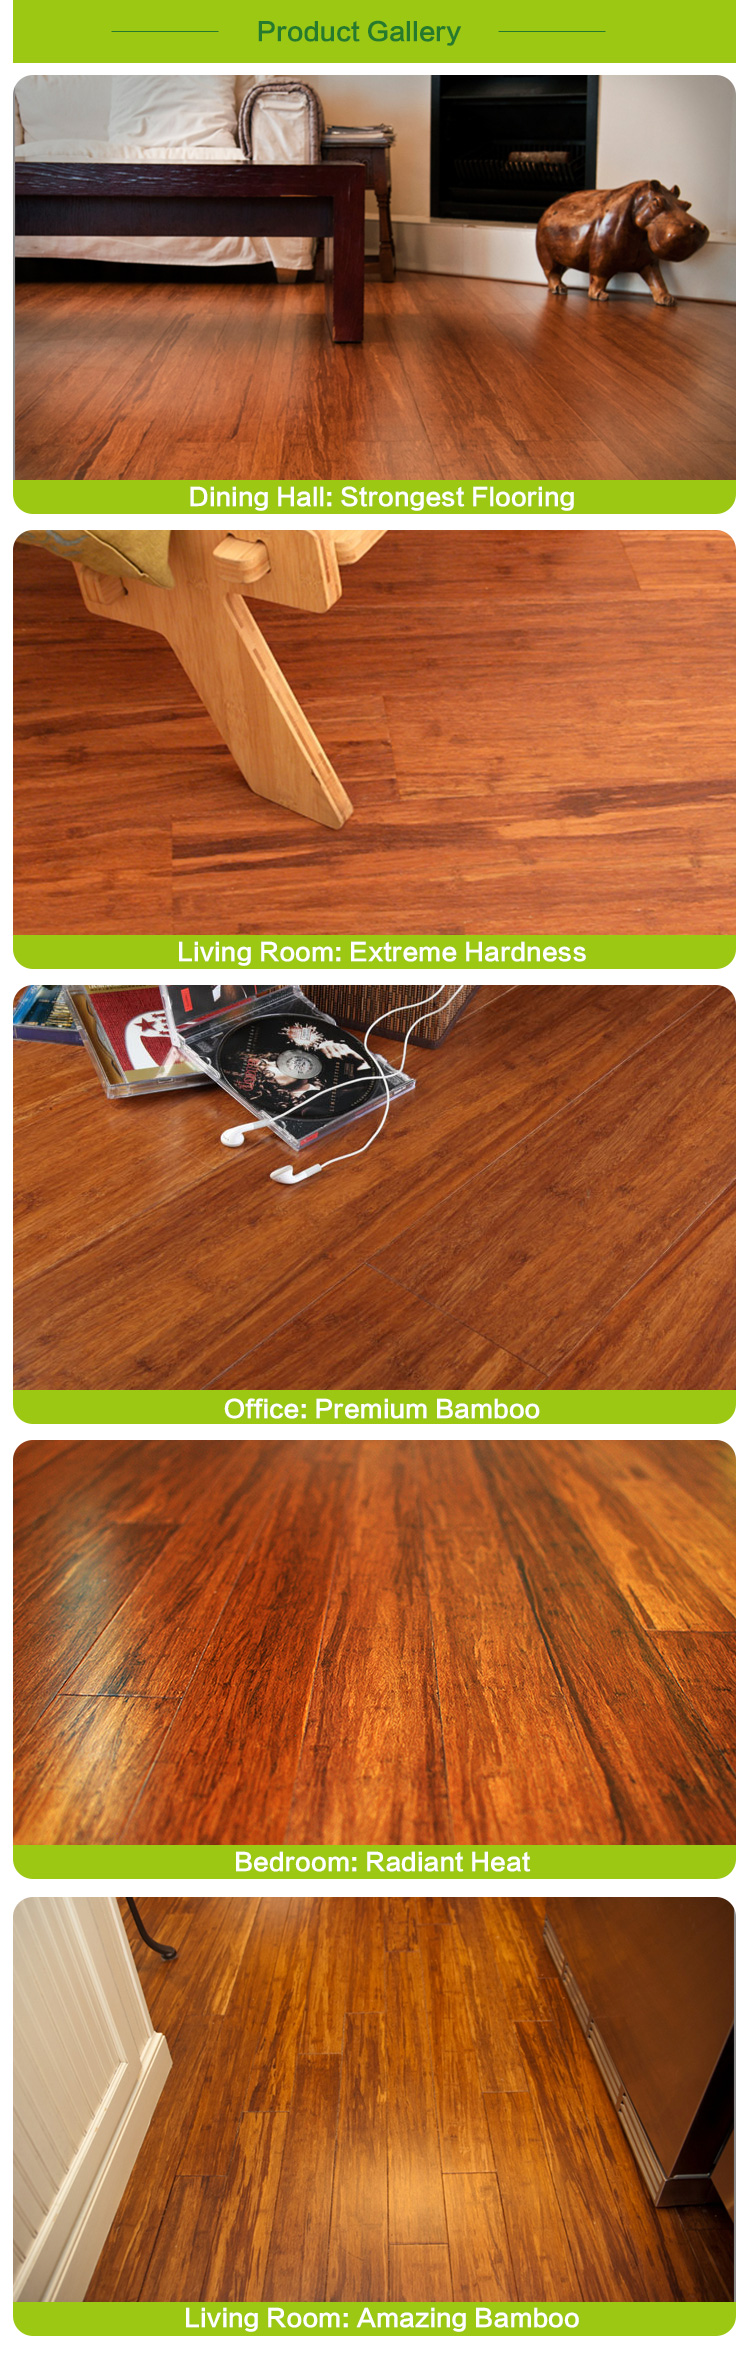 Product Gallery
Dining Hall: Strongest Flooring
Living Room: Extreme Hardness
Office: Premium Bamboo
Bedroom: Radiant Heat
Living Room: Amazing Bamboo